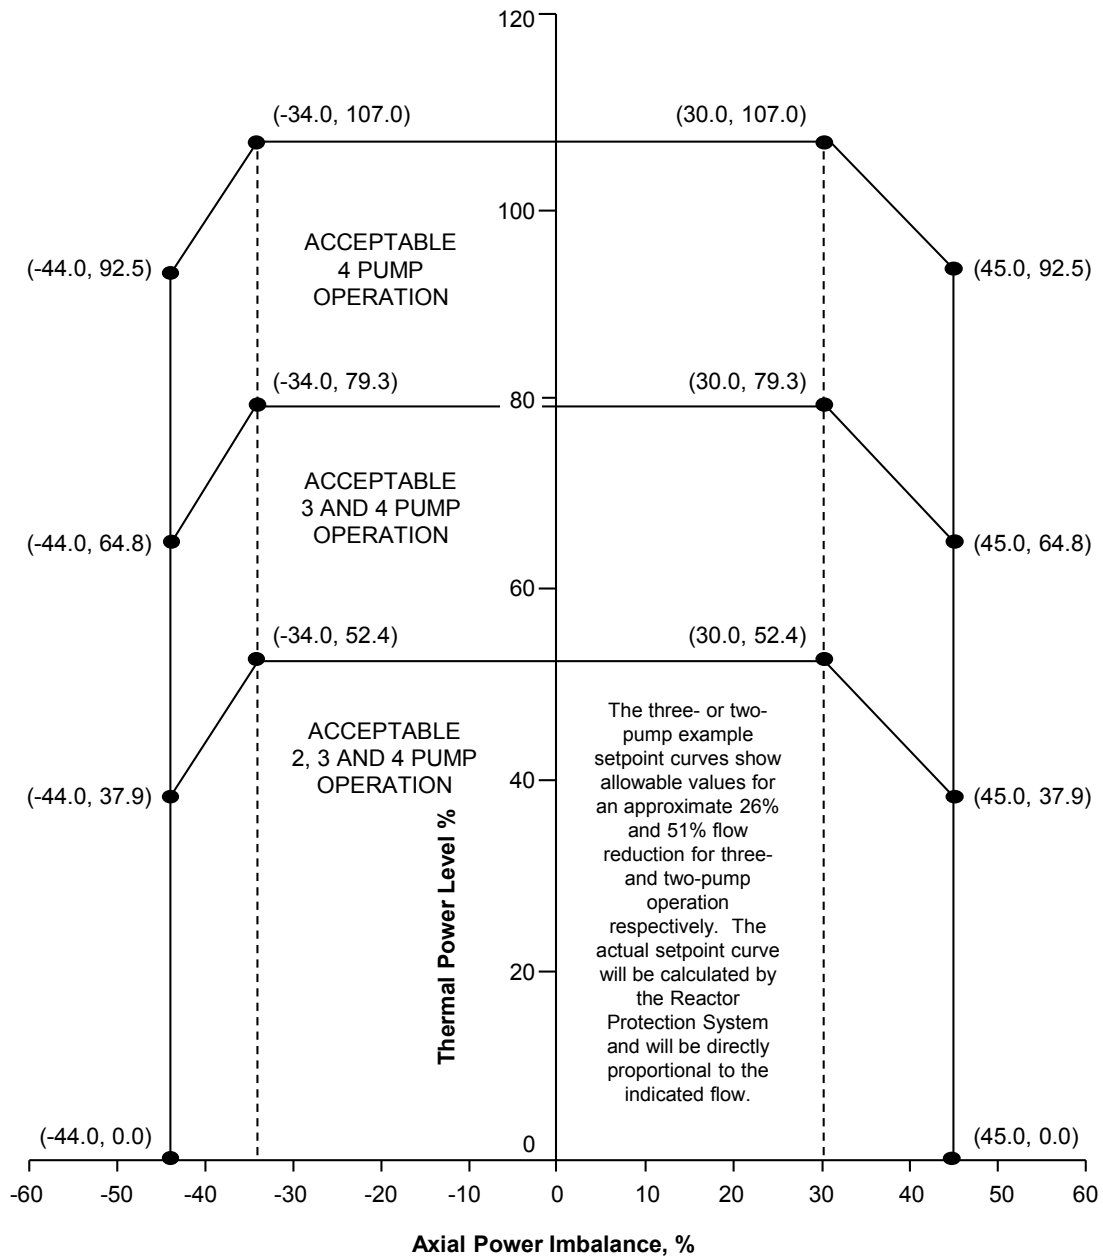 120
(-34.0, 107.0)
(30.0, 107.0)
100
ACCEPTABLE
4 PUMP
OPERATION
(-44.0, 92.5)
(45.0, 92.5)
(-34.0, 79.3)
80
(30.0, 79.3)
ACCEPTABLE
3 AND 4 PUMP
OPERATION
(-44.0, 64.8)
(45.0, 64.8)
60
(-34.0, 52.4)
(30.0, 52.4)
ACCEPTABLE
2, 3 AND 4 PUMP
OPERATION
(-44.0, 37.9)
40
(45.0, 37.9)
The three- or two-
pump example
setpoint curves show
allowable values for
an approximate 26%
and 51% flow
reduction for three-
and two-pump
operation
respectively. The
actual setpoint curve
will be calculated by
the Reactor
Protection System
and will be directly
proportional to the
indicated flow.
Thermal Power Level %
20
(-44.0, 0.0)
0
(45.0, 0.0)
-60 -50 -40 -30 -20 -10 0 10 20 30 40 50 60
Axial Power Imbalance, %